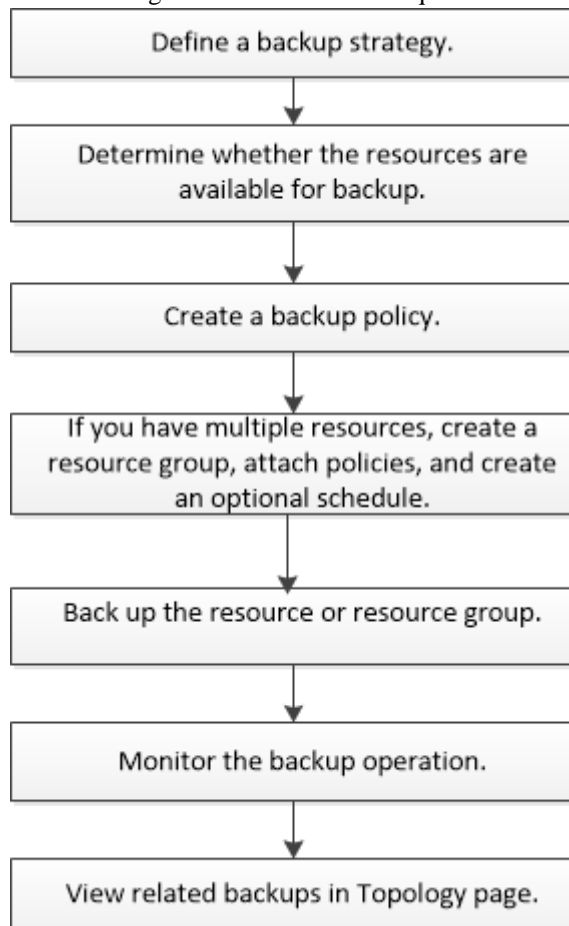 Define a backup strategy.
Determine whether the resources are
available for backup.
Create a backup policy.
If you have multiple resources, create a
resource group, attach policies, and create
an optional schedule.
Back up the resource or resource group.
Monitor the backup operation.
View related backups in Topology page.